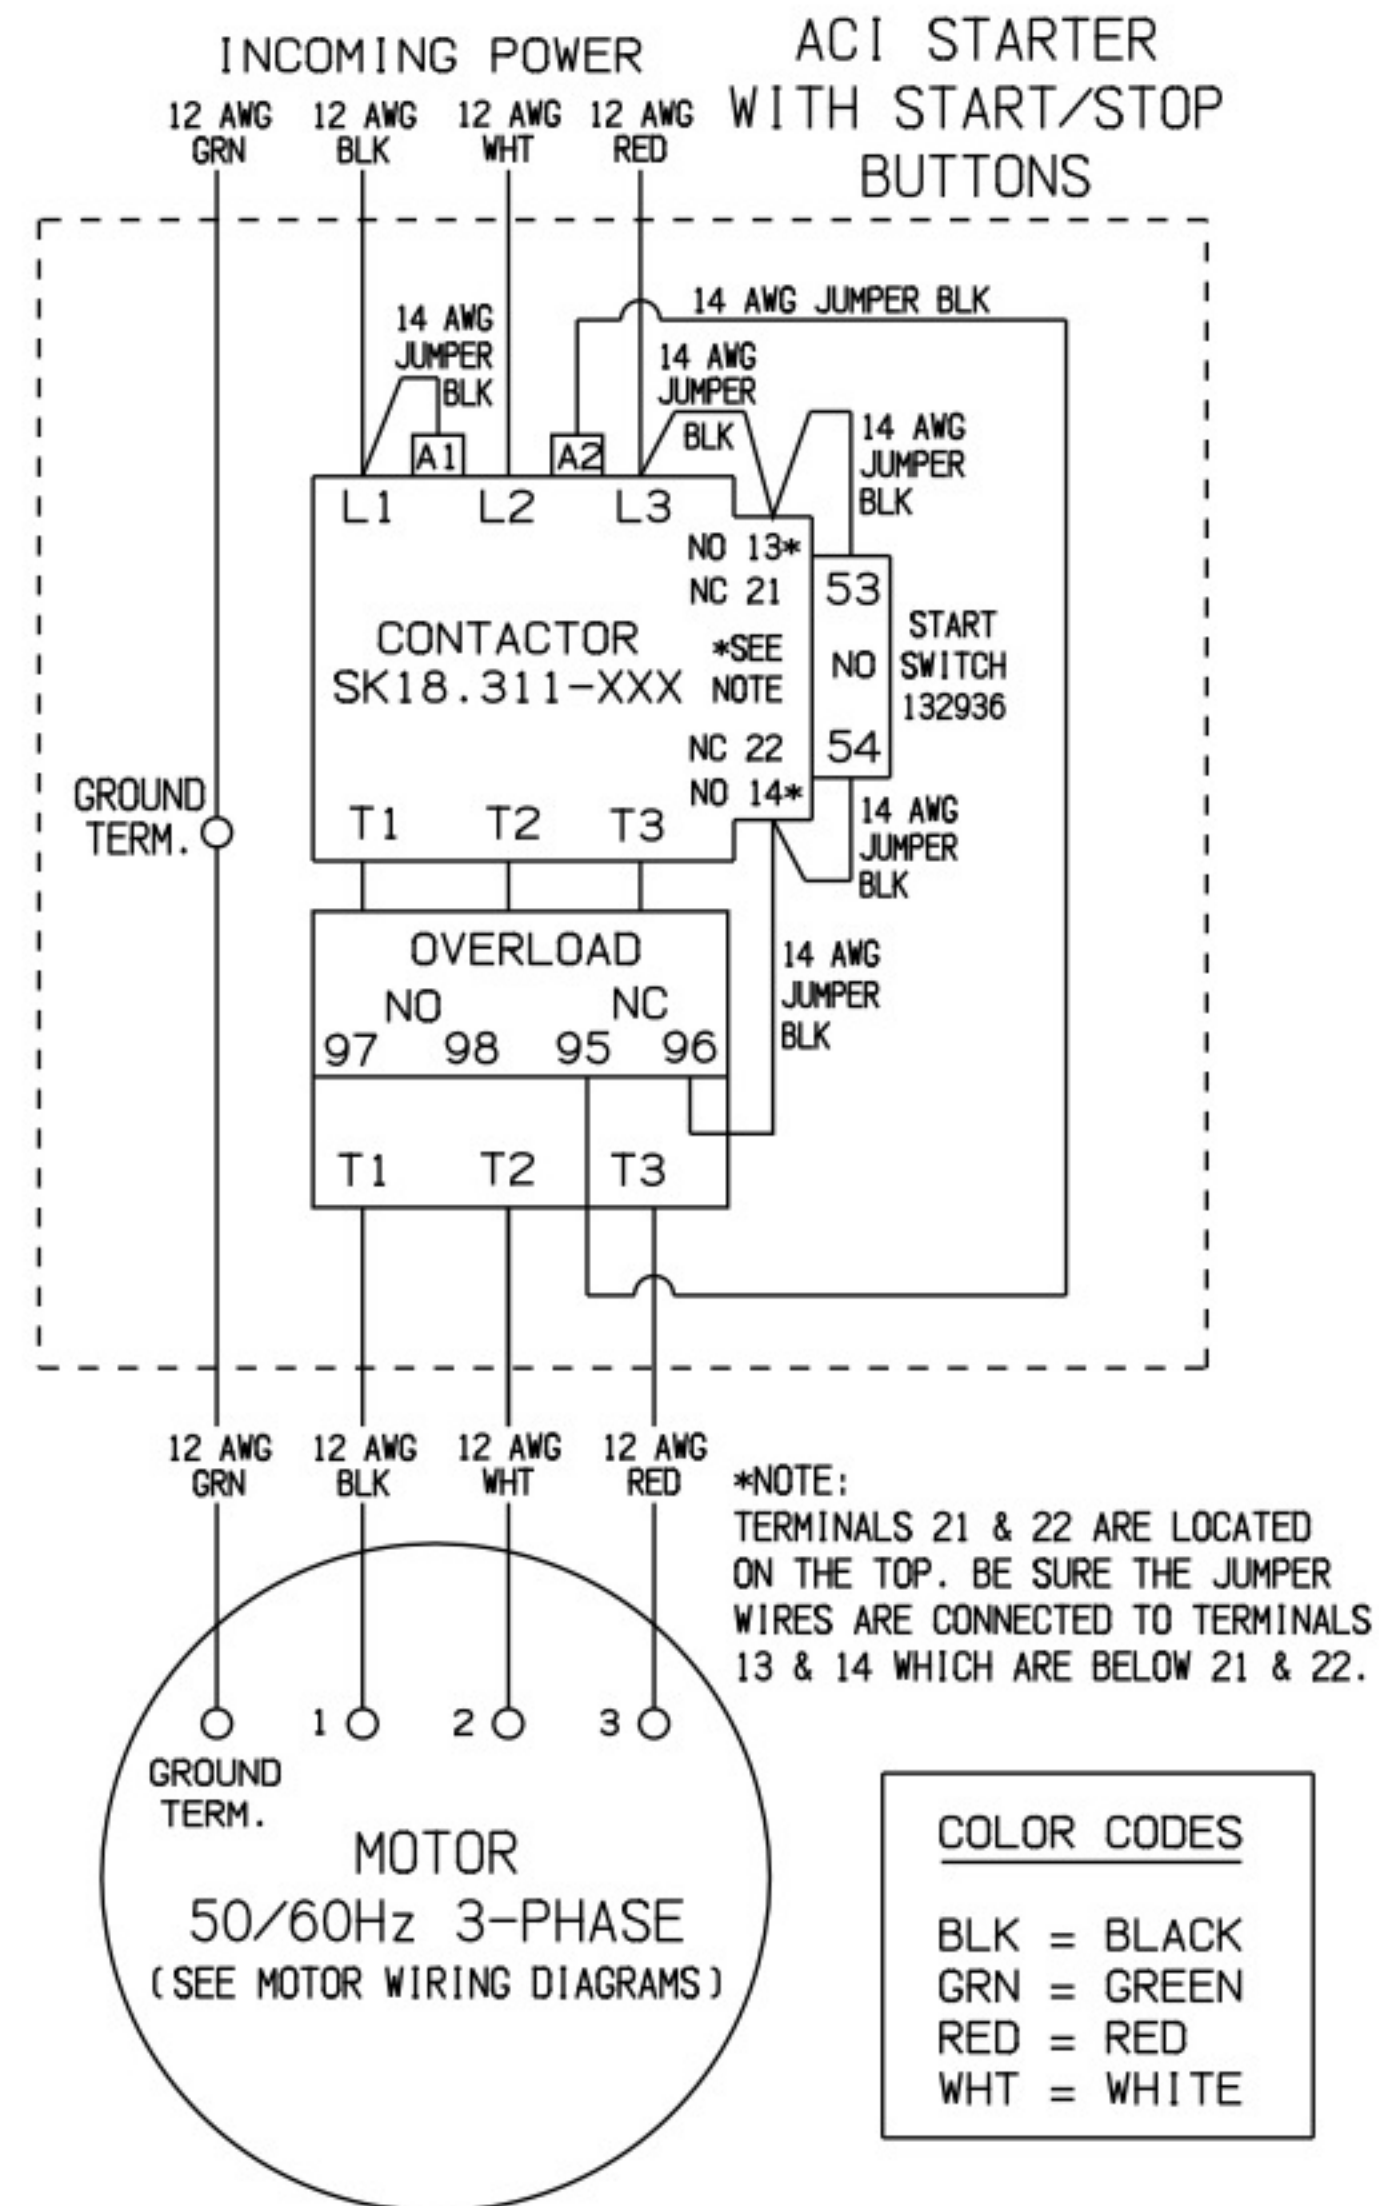 INCOMING POWER
ACI STARTER
WITH START/STOP
BUTTONS
12 AWG
GRN
12 AWG
BLK
12 AWG
WHT
12 AWG
RED
14 AWG JUMPER BLK
14 AWG
JUMPER
BLK
14 AWG
JUMPER
BLK
14 AWG
JUMPER
BLK
A1
A2
L1
L2
L3
NO 13*
NC 21
*SEE
NOTE
NC 22
NO 14*
CONTACTOR
SK18.311-XXX
53
NO
54
START
SWITCH
132936
GROUND
TERM.
T1
T2
T3
14 AWG
JUMPER
BLK
OVERLOAD
NO
NC
97
98
95
96
14 AWG
JUMPER
BLK
T1
T2
T3
12 AWG
GRN
12 AWG
BLK
12 AWG
WHT
12 AWG
RED
*NOTE:
TERMINALS 21 & 22 ARE LOCATED
ON THE TOP. BE SURE THE JUMPER
WIRES ARE CONNECTED TO TERMINALS
13 & 14 WHICH ARE BELOW 21 & 22.
1
2
3
GROUND
TERM.
MOTOR
50/60Hz 3-PHASE
(SEE MOTOR WIRING DIAGRAMS)
COLOR CODES
BLK = BLACK
GRN = GREEN
RED = RED
WHT = WHITE